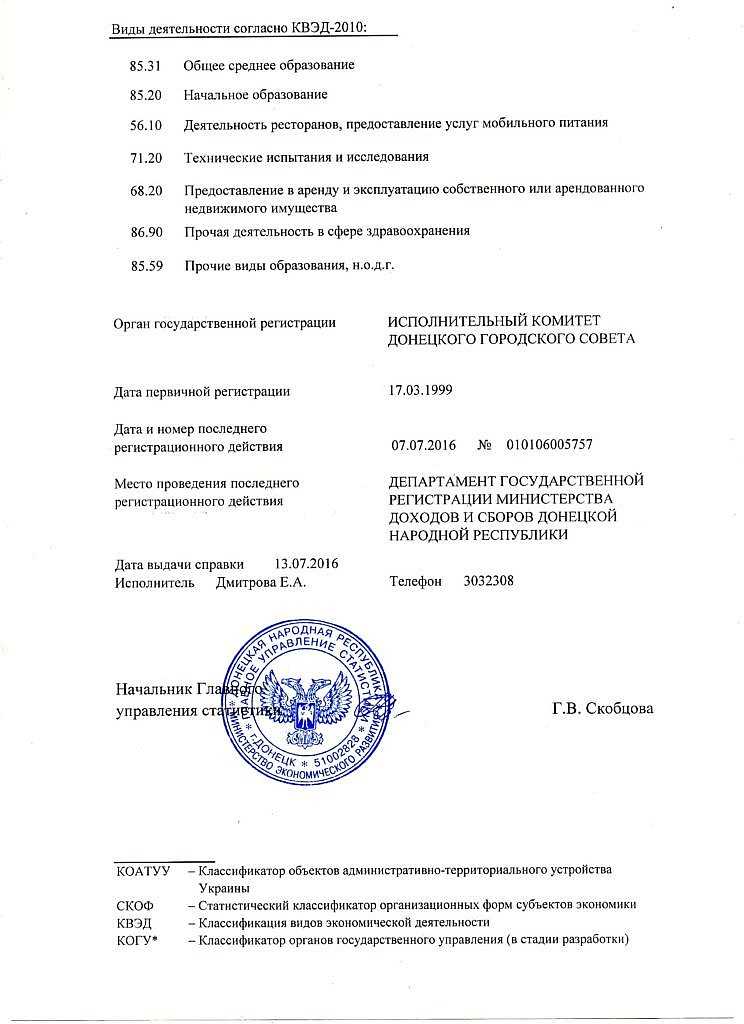 Виды деятельности согласно КВЭД-2010:
85.31 Общее среднее образование
85.20 Начальное образование
56.10 Деятельность ресторанов, предоставление услуг мобильного питания
71.20 Технические испытания и исследования
68.20 Предоставление в аренду и эксплуатацию собственного или арендованного
недвижимого имущества
86.90 Прочая деятельность в сфере здравоохранения
85.59 Прочие виды образования, н.о.д.г.
Орган государственной регистрации ИСПОЛНИТЕЛЬНЫЙ КОМИТЕТ
ДОНЕЦКОГО ГОРОДСКОГО СОВЕТА
Дата первичной регистрации 17.03.1999
Дата и номер последнего
регистрационного действия 07.07.2016 № 010106005757
Место проведения последнего ДЕПАРТАМЕНТ ГОСУДАРСТВЕННОЙ
регистрационного действия РЕГИСТРАЦИИ МИНИСТЕРСТВА
ДОХОДОВ И СБОРОВ ДОНЕЦКОЙ
НАРОДНОЙ РЕСПУБЛИКИ
Дата выдачи справки 13.07.2016
Исполнитель Дмитрова Е.А. Телефон 3032308
ДОНЕЦКАЯ НАРОДНАЯ РЕСПУБЛИКА
МИНИСТЕРСТВО ЭКОНОМИЧЕСКОГО РАЗВИТИЯ
ГЛАВНОЕ УПРАВЛЕНИЕ СТАТИСТИКИ
Г.ДОНЕЦК * 51002828 *
Начальник Главного
управления статистики Г.В. Скобцова
КОАТУУ – Классификатор объектов административно-территориального устройства
Украины
СКОФ – Статистический классификатор организационных форм субъектов экономики
КВЭД – Классификация видов экономической деятельности
КОГУ* – Классификатор органов государственного управления (в стадии разработки)